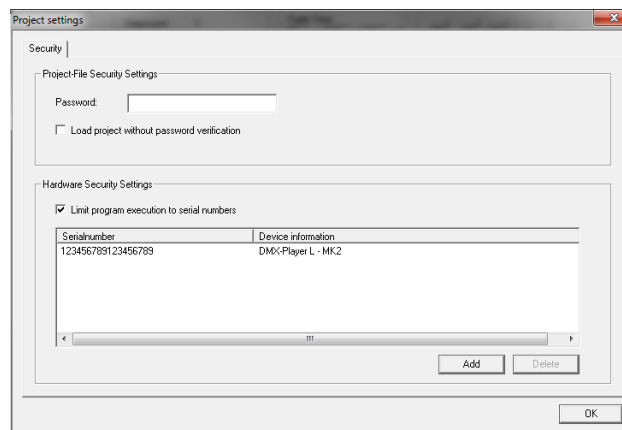 Project settings
Security
Project-File Security Settings
Password:
Load project without password verification
Hardware Security Settings
Limit program execution to serial numbers
Serialnumber Device information
123456789123456789 DMX-Player L - MK2
Add Delete
OK